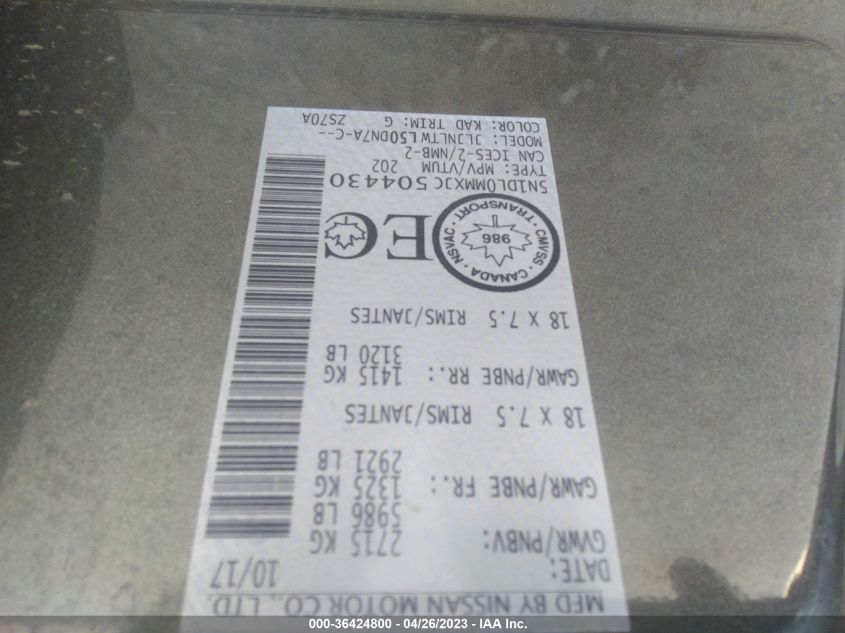 MFD BY NISSAN MOTOR CO., LTD.
DATE: 10/17
GVWR/PNBV: 2715 KG
5986 LB
GAWR/PNBE FR.: 1325 KG
2921 LB
18 X 7.5 RIMS/JANTES
GAWR/PNBE RR.: 1415 KG
3120 LB
18 X 7.5 RIMS/JANTES
CANADA · NSVAC · TRANSPORT · CMVSS
986
EC
5N1DL0MMXJC504430
TYPE: MPV/VTUM 202
CAN ICES-2/NMB-2
MODEL: JLJNLTWL50DN7A-C--
COLOR: KAD TRIM: G ZS70A
000-36424800 - 04/26/2023 - IAA Inc.